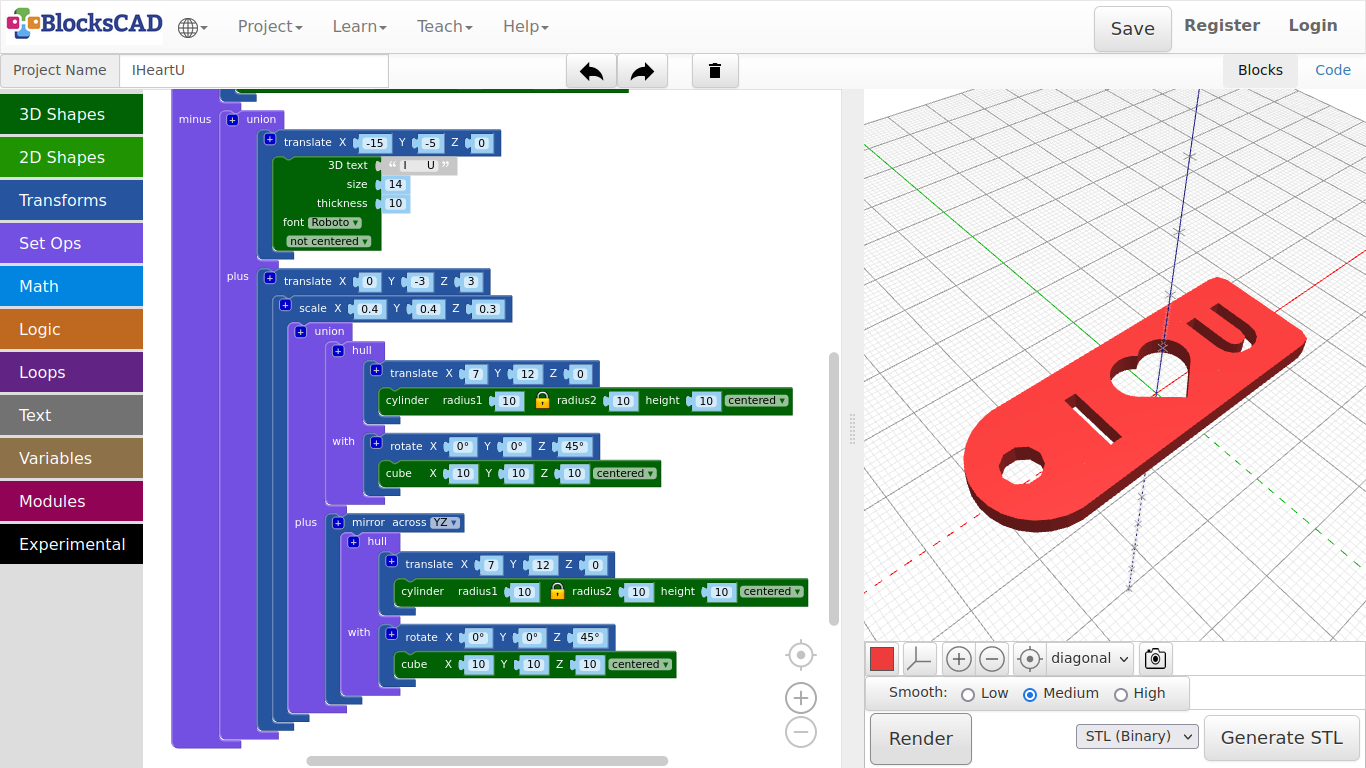 BlocksCAD
Project
Learn
Teach
Help
Save
Register
Login
Project Name
IHeartU
Blocks
Code
3D Shapes
2D Shapes
Transforms
Set Ops
Math
Logic
Loops
Text
Variables
Modules
Experimental
minus union
translate X -15 Y -5 Z 0
3D text “ I U ”
size 14
thickness 10
font Roboto
not centered
plus translate X 0 Y -3 Z 3
scale X 0.4 Y 0.4 Z 0.3
union
hull
translate X 7 Y 12 Z 0
cylinder radius1 10 radius2 10 height 10 centered
with rotate X 0° Y 0° Z 45°
cube X 10 Y 10 Z 10 centered
plus mirror across YZ
hull
translate X 7 Y 12 Z 0
cylinder radius1 10 radius2 10 height 10 centered
with rotate X 0° Y 0° Z 45°
cube X 10 Y 10 Z 10 centered
I U
diagonal
Smooth: Low Medium High
Render
STL (Binary)
Generate STL